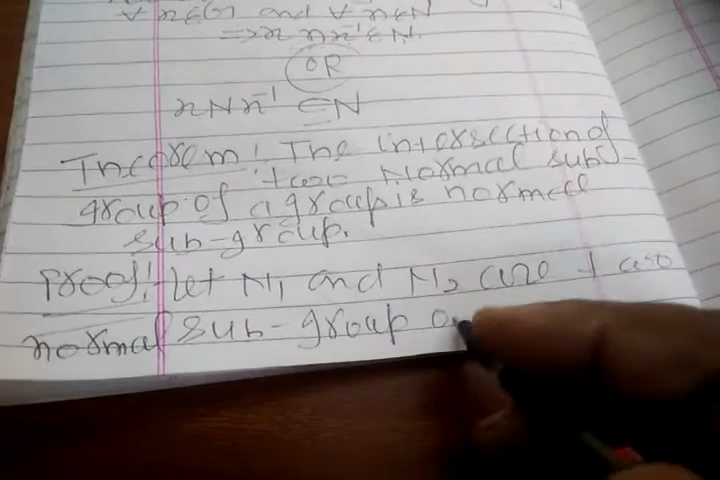 ∀ x∈G and ∀ n∈N
⇒ x n x⁻¹ ∈ N.
OR
x N x⁻¹ ⊆ N
Theorem! The intersection of
two Normal sub-
group of a group is normal
sub-group.
Proof:- let N₁ and N₂ are two
normal sub-group o